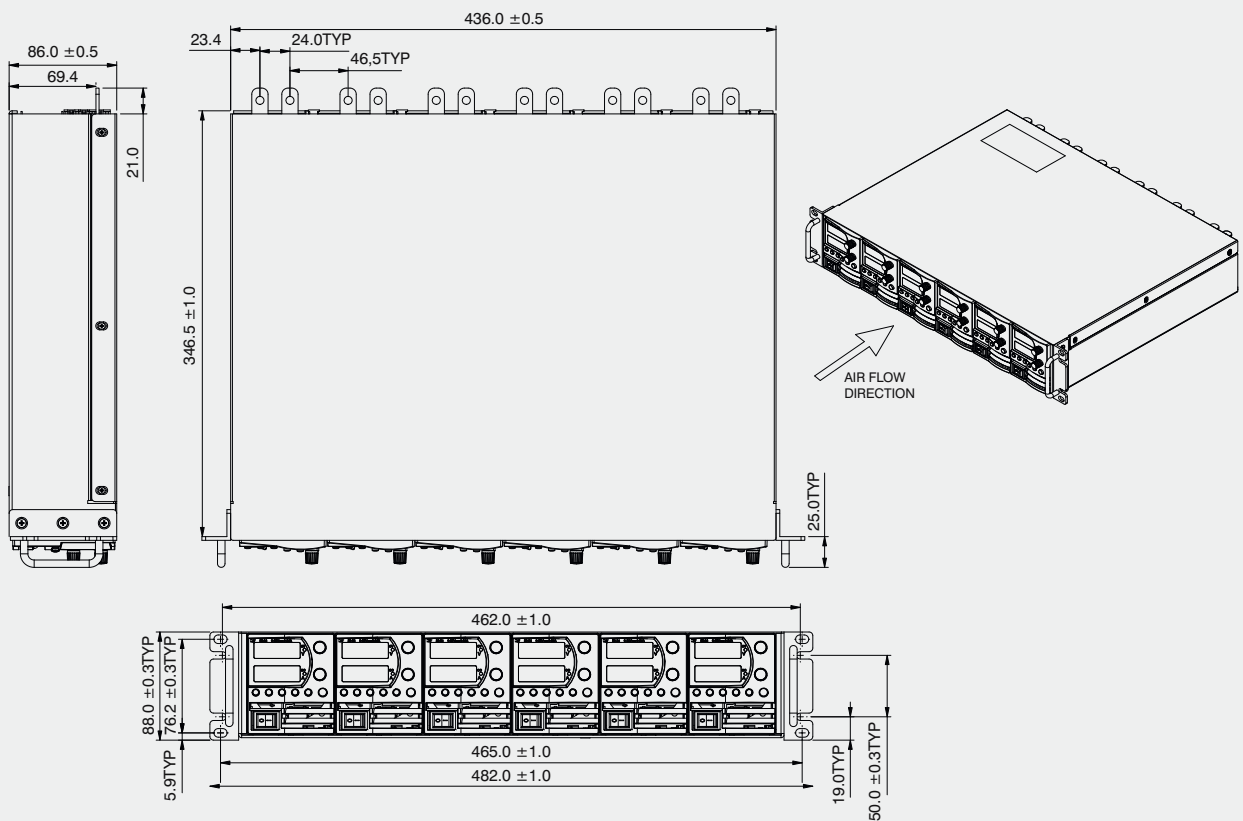 436.0 ±0.5
23.4
24.0TYP
46,5TYP
86.0 ±0.5
69.4
21.0
346.5 ±1.0
AIR FLOW
DIRECTION
25.0TYP
462.0 ±1.0
88.0 ±0.3TYP
76.2 ±0.3TYP
5.9TYP
465.0 ±1.0
482.0 ±1.0
19.0TYP
50.0 ±0.3TYP